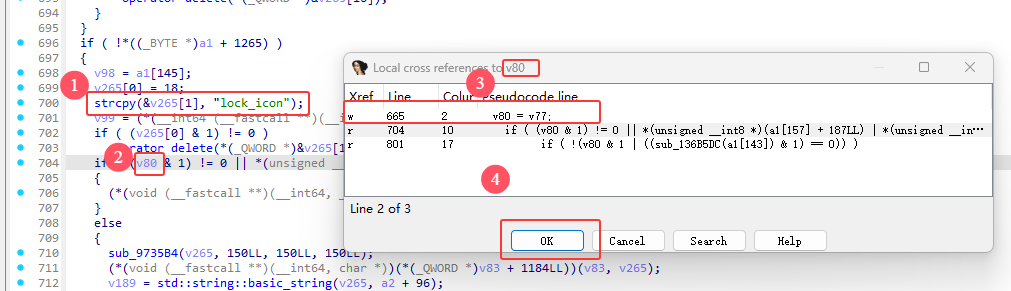 693 operator delete(*(_QWORD *)&v265[16]);
694 }
695 }
696 if ( !*((_BYTE *)a1 + 1265) )
697 {
698 v98 = a1[145];
699 v265[0] = 18;
700 strcpy(&v265[1], "lock_icon");
701 v99 = (*(__int64 (__fastcall **)(__in
702 if ( (v265[0] & 1) != 0 )
703 operator delete(*(_QWORD *)&v265[1
704 if ( (v80 & 1) != 0 || *(unsigned __
705 {
706 (*(void (__fastcall **)(__int64, _
707 }
708 else
709 {
710 sub_9735B4(v265, 150LL, 150LL, 150LL);
711 (*(void (__fastcall **)(__int64, char *))(*(_QWORD *)v83 + 1184LL))(v83, v265);
712 v189 = std::string::basic_string(v265, a2 + 96);
1
2
Local cross references to v80
3
Xref Line Colur Pseudocode line
w 665 2 v80 = v77;
r 704 10 if ( (v80 & 1) != 0 || *(unsigned __int8 *)(a1[157] + 187LL) | *(unsigned __in…
r 801 17 if ( !(v80 & 1 | ((sub_136B5DC(a1[143]) & 1) == 0)) )
4
Line 2 of 3
OK Cancel Search Help